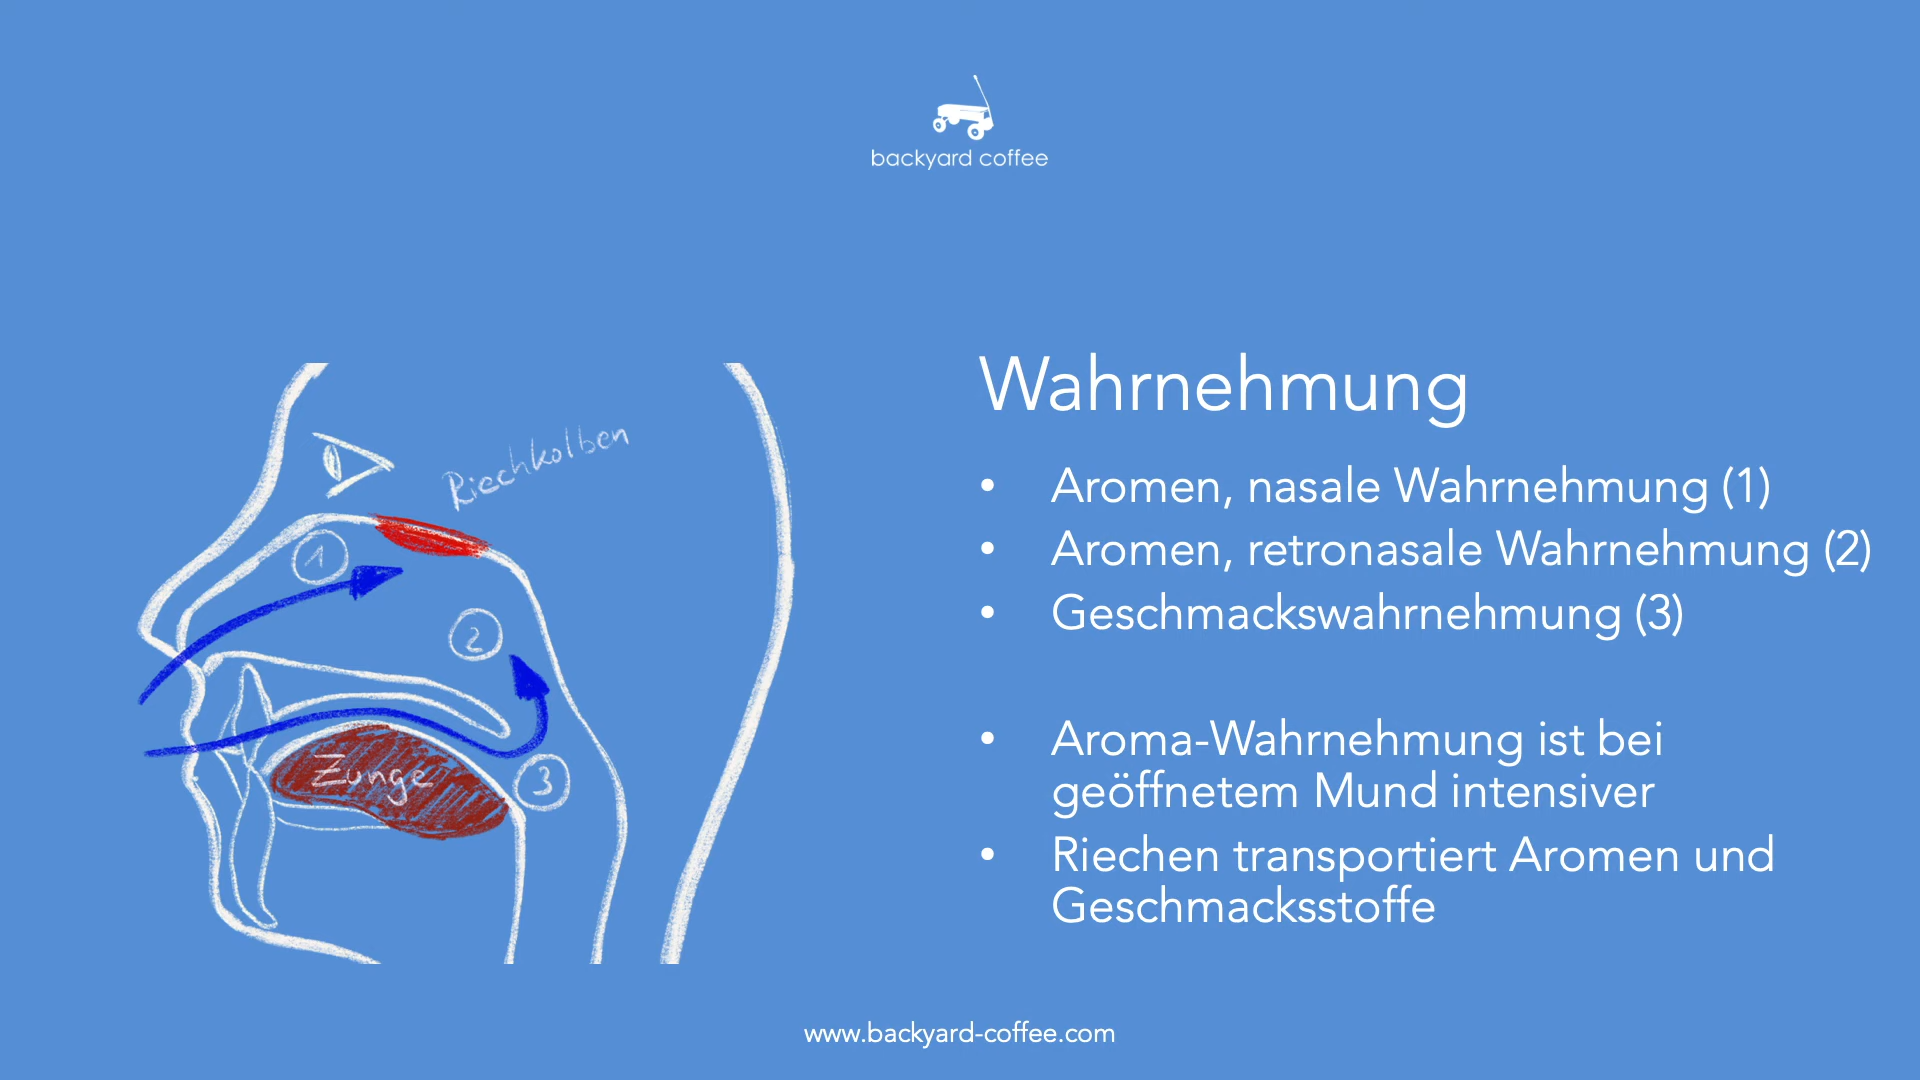 backyard coffee
Riechkolben
1
2
Zunge
3
Wahrnehmung
• Aromen, nasale Wahrnehmung (1)
• Aromen, retronasale Wahrnehmung (2)
• Geschmackswahrnehmung (3)
• Aroma-Wahrnehmung ist bei
geöffnetem Mund intensiver
• Riechen transportiert Aromen und
Geschmacksstoffe
www.backyard-coffee.com